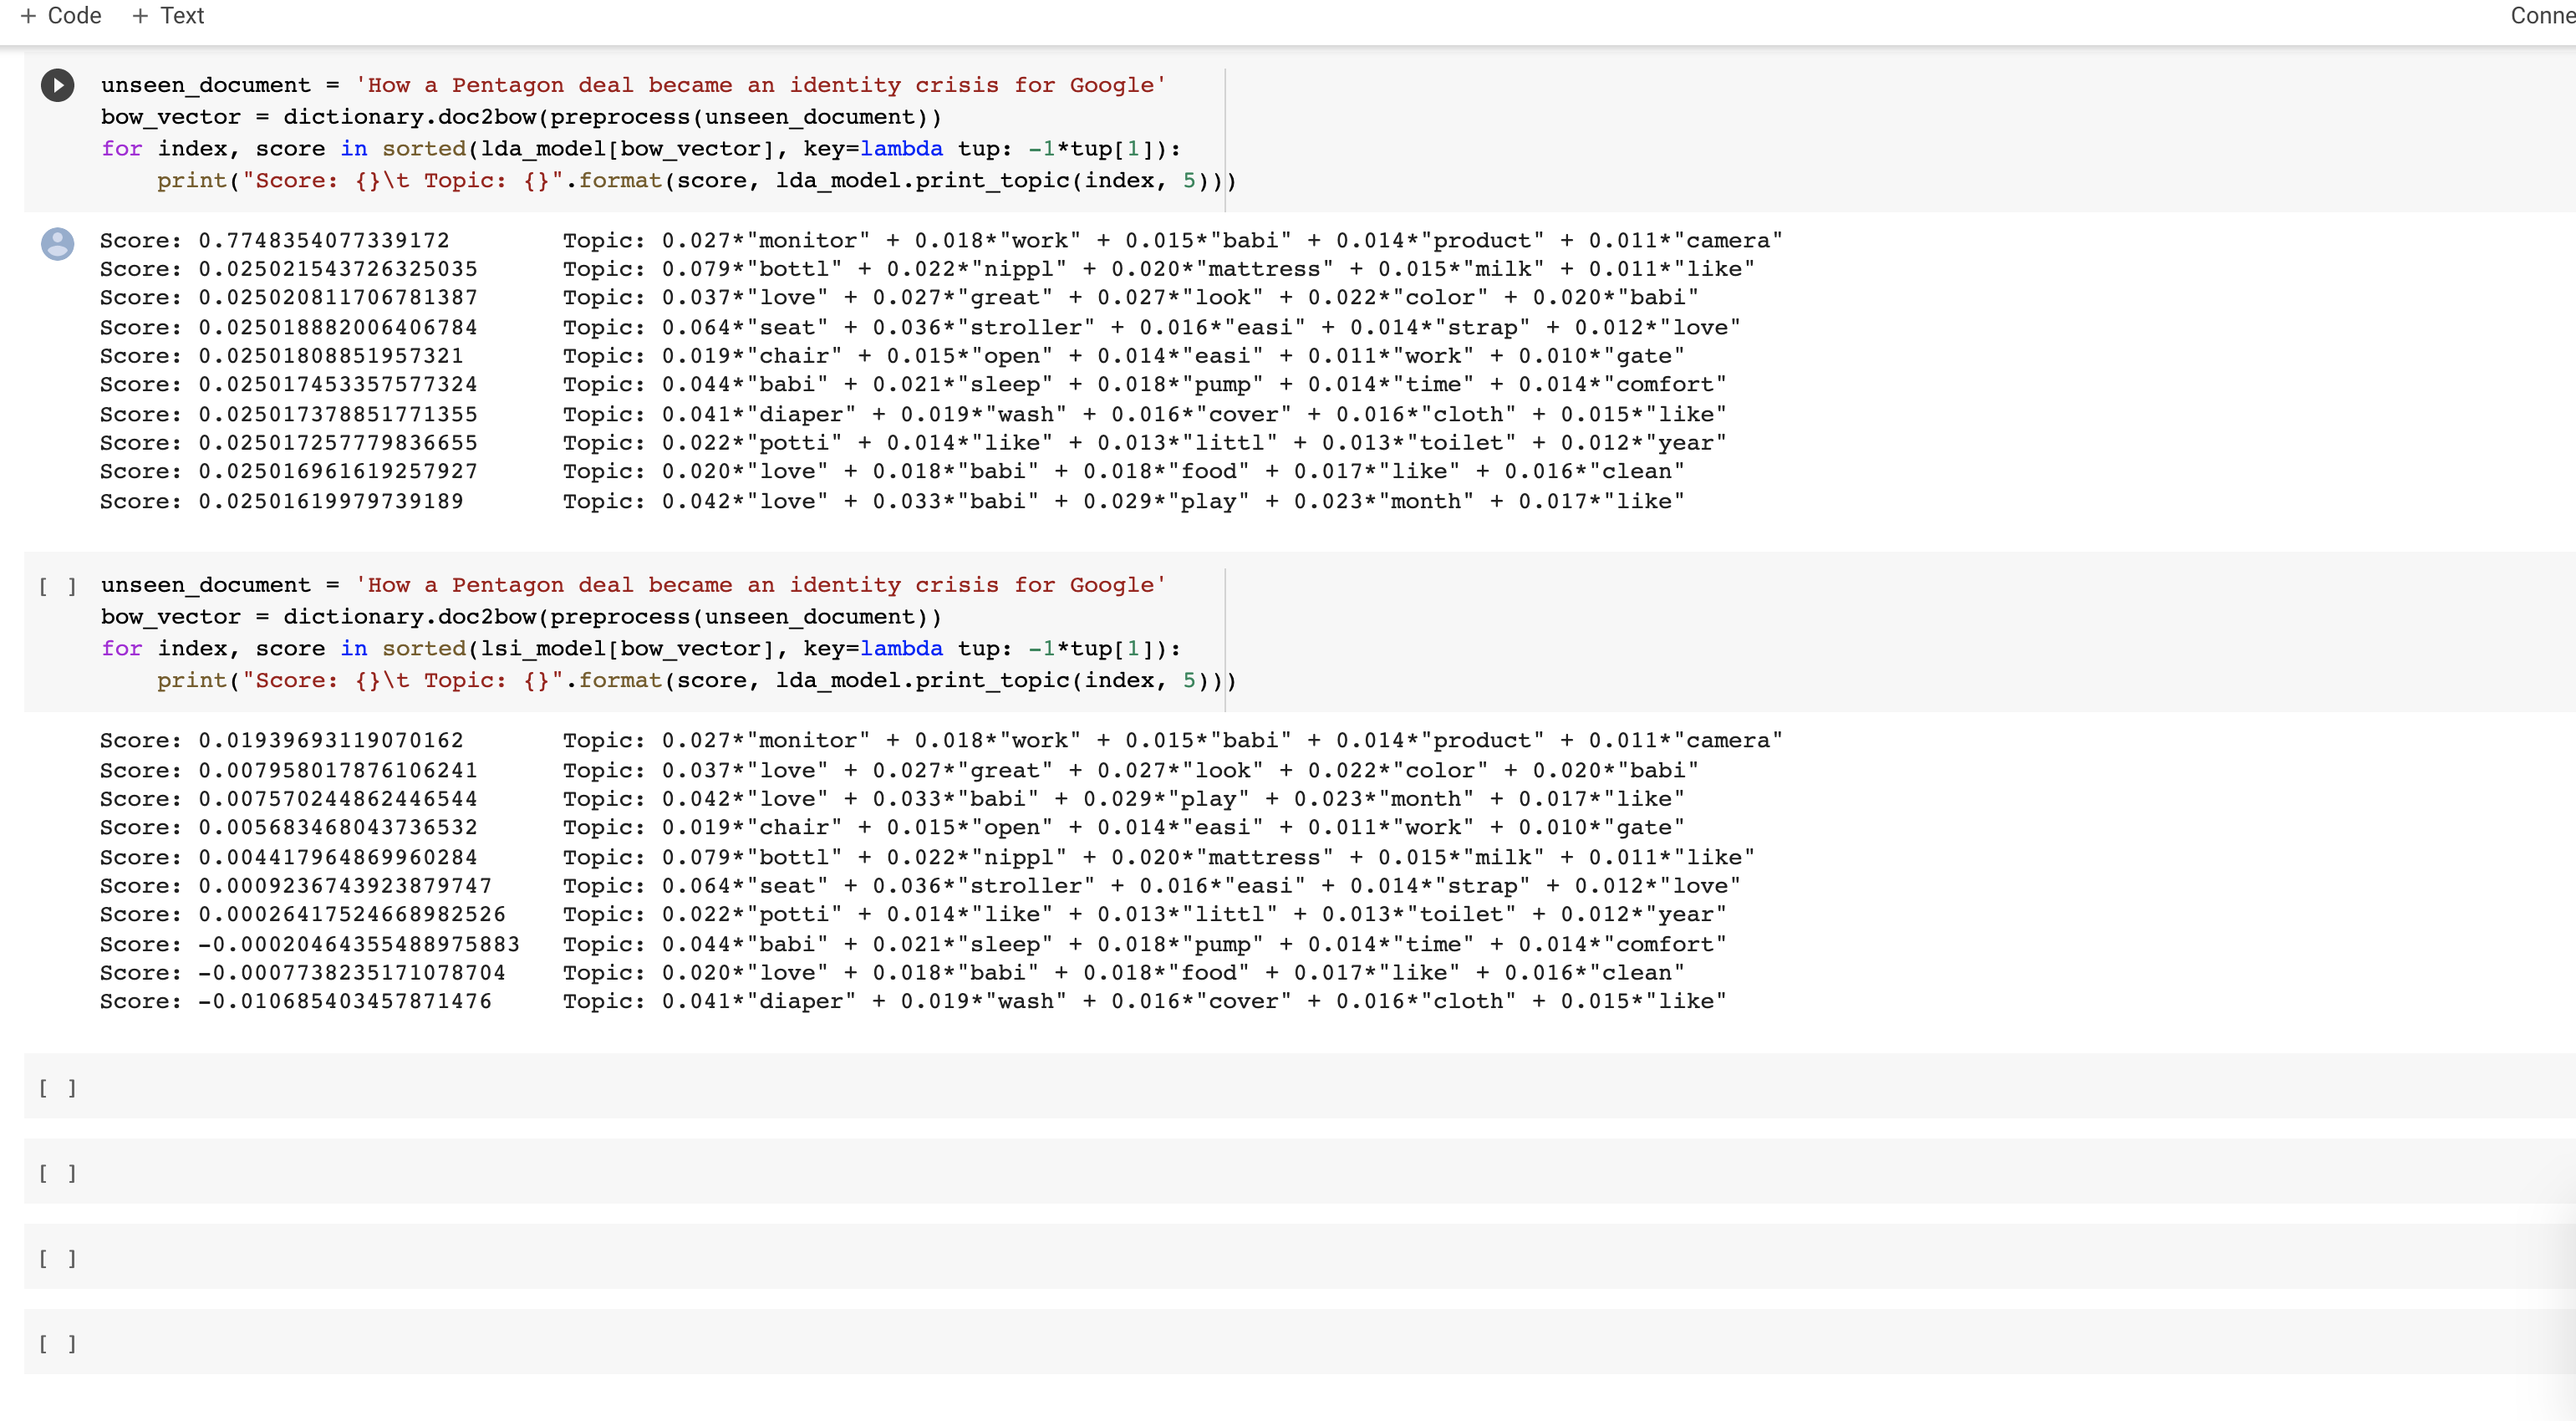 + Code + Text
Conne
unseen_document = 'How a Pentagon deal became an identity crisis for Google'
bow_vector = dictionary.doc2bow(preprocess(unseen_document))
for index, score in sorted(lda_model[bow_vector], key=lambda tup: -1*tup[1]):
    print("Score: {}\t Topic: {}".format(score, lda_model.print_topic(index, 5)))
Score: 0.7748354077339172 Topic: 0.027*"monitor" + 0.018*"work" + 0.015*"babi" + 0.014*"product" + 0.011*"camera"
Score: 0.025021543726325035 Topic: 0.079*"bottl" + 0.022*"nippl" + 0.020*"mattress" + 0.015*"milk" + 0.011*"like"
Score: 0.025020811706781387 Topic: 0.037*"love" + 0.027*"great" + 0.027*"look" + 0.022*"color" + 0.020*"babi"
Score: 0.025018882006406784 Topic: 0.064*"seat" + 0.036*"stroller" + 0.016*"easi" + 0.014*"strap" + 0.012*"love"
Score: 0.02501808851957321 Topic: 0.019*"chair" + 0.015*"open" + 0.014*"easi" + 0.011*"work" + 0.010*"gate"
Score: 0.025017453357577324 Topic: 0.044*"babi" + 0.021*"sleep" + 0.018*"pump" + 0.014*"time" + 0.014*"comfort"
Score: 0.025017378851771355 Topic: 0.041*"diaper" + 0.019*"wash" + 0.016*"cover" + 0.016*"cloth" + 0.015*"like"
Score: 0.025017257779836655 Topic: 0.022*"potti" + 0.014*"like" + 0.013*"littl" + 0.013*"toilet" + 0.012*"year"
Score: 0.025016961619257927 Topic: 0.020*"love" + 0.018*"babi" + 0.018*"food" + 0.017*"like" + 0.016*"clean"
Score: 0.02501619979739189 Topic: 0.042*"love" + 0.033*"babi" + 0.029*"play" + 0.023*"month" + 0.017*"like"
[ ] unseen_document = 'How a Pentagon deal became an identity crisis for Google'
bow_vector = dictionary.doc2bow(preprocess(unseen_document))
for index, score in sorted(lsi_model[bow_vector], key=lambda tup: -1*tup[1]):
    print("Score: {}\t Topic: {}".format(score, lda_model.print_topic(index, 5)))
Score: 0.01939693119070162 Topic: 0.027*"monitor" + 0.018*"work" + 0.015*"babi" + 0.014*"product" + 0.011*"camera"
Score: 0.007958017876106241 Topic: 0.037*"love" + 0.027*"great" + 0.027*"look" + 0.022*"color" + 0.020*"babi"
Score: 0.007570244862446544 Topic: 0.042*"love" + 0.033*"babi" + 0.029*"play" + 0.023*"month" + 0.017*"like"
Score: 0.005683468043736532 Topic: 0.019*"chair" + 0.015*"open" + 0.014*"easi" + 0.011*"work" + 0.010*"gate"
Score: 0.004417964869960284 Topic: 0.079*"bottl" + 0.022*"nippl" + 0.020*"mattress" + 0.015*"milk" + 0.011*"like"
Score: 0.0009236743923879747 Topic: 0.064*"seat" + 0.036*"stroller" + 0.016*"easi" + 0.014*"strap" + 0.012*"love"
Score: 0.00026417524668982526 Topic: 0.022*"potti" + 0.014*"like" + 0.013*"littl" + 0.013*"toilet" + 0.012*"year"
Score: -0.00020464355488975883 Topic: 0.044*"babi" + 0.021*"sleep" + 0.018*"pump" + 0.014*"time" + 0.014*"comfort"
Score: -0.0007738235171078704 Topic: 0.020*"love" + 0.018*"babi" + 0.018*"food" + 0.017*"like" + 0.016*"clean"
Score: -0.010685403457871476 Topic: 0.041*"diaper" + 0.019*"wash" + 0.016*"cover" + 0.016*"cloth" + 0.015*"like"
[ ]
[ ]
[ ]
[ ]